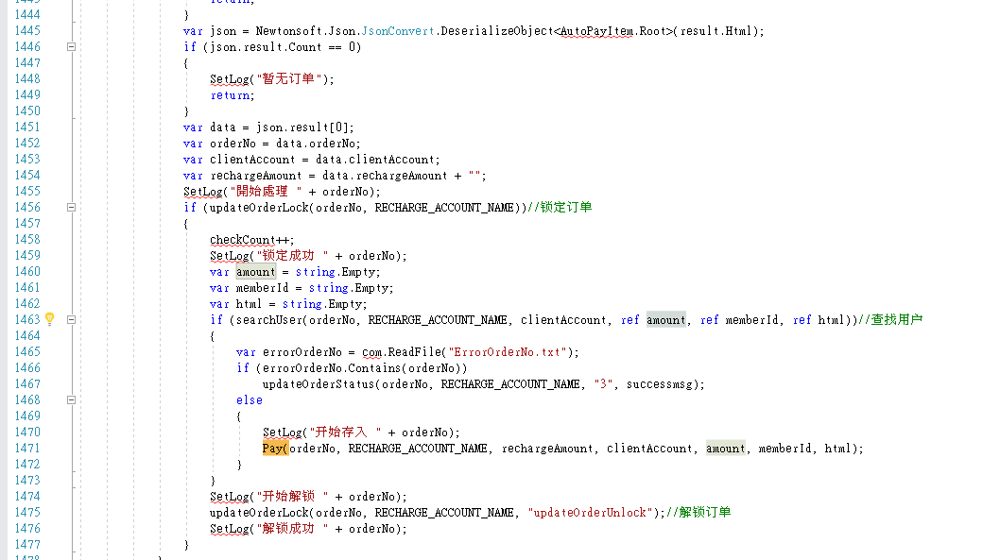 1443 return;
1444 }
1445 var json = Newtonsoft.Json.JsonConvert.DeserializeObject<AutoPayItem.Root>(result.Html);
1446 if (json.result.Count == 0)
1447 {
1448 SetLog("暂无订单");
1449 return;
1450 }
1451 var data = json.result[0];
1452 var orderNo = data.orderNo;
1453 var clientAccount = data.clientAccount;
1454 var rechargeAmount = data.rechargeAmount + "";
1455 SetLog("開始處理 " + orderNo);
1456 if (updateOrderLock(orderNo, RECHARGE_ACCOUNT_NAME))//锁定订单
1457 {
1458 checkCount++;
1459 SetLog("锁定成功 " + orderNo);
1460 var amount = string.Empty;
1461 var memberId = string.Empty;
1462 var html = string.Empty;
1463 if (searchUser(orderNo, RECHARGE_ACCOUNT_NAME, clientAccount, ref amount, ref memberId, ref html))//查找用户
1464 {
1465 var errorOrderNo = com.ReadFile("ErrorOrderNo.txt");
1466 if (errorOrderNo.Contains(orderNo))
1467 updateOrderStatus(orderNo, RECHARGE_ACCOUNT_NAME, "3", successmsg);
1468 else
1469 {
1470 SetLog("开始存入 " + orderNo);
1471 Pay(orderNo, RECHARGE_ACCOUNT_NAME, rechargeAmount, clientAccount, amount, memberId, html);
1472 }
1473 }
1474 SetLog("开始解锁 " + orderNo);
1475 updateOrderLock(orderNo, RECHARGE_ACCOUNT_NAME, "updateOrderUnlock");//解锁订单
1476 SetLog("解锁成功 " + orderNo);
1477 }
1478